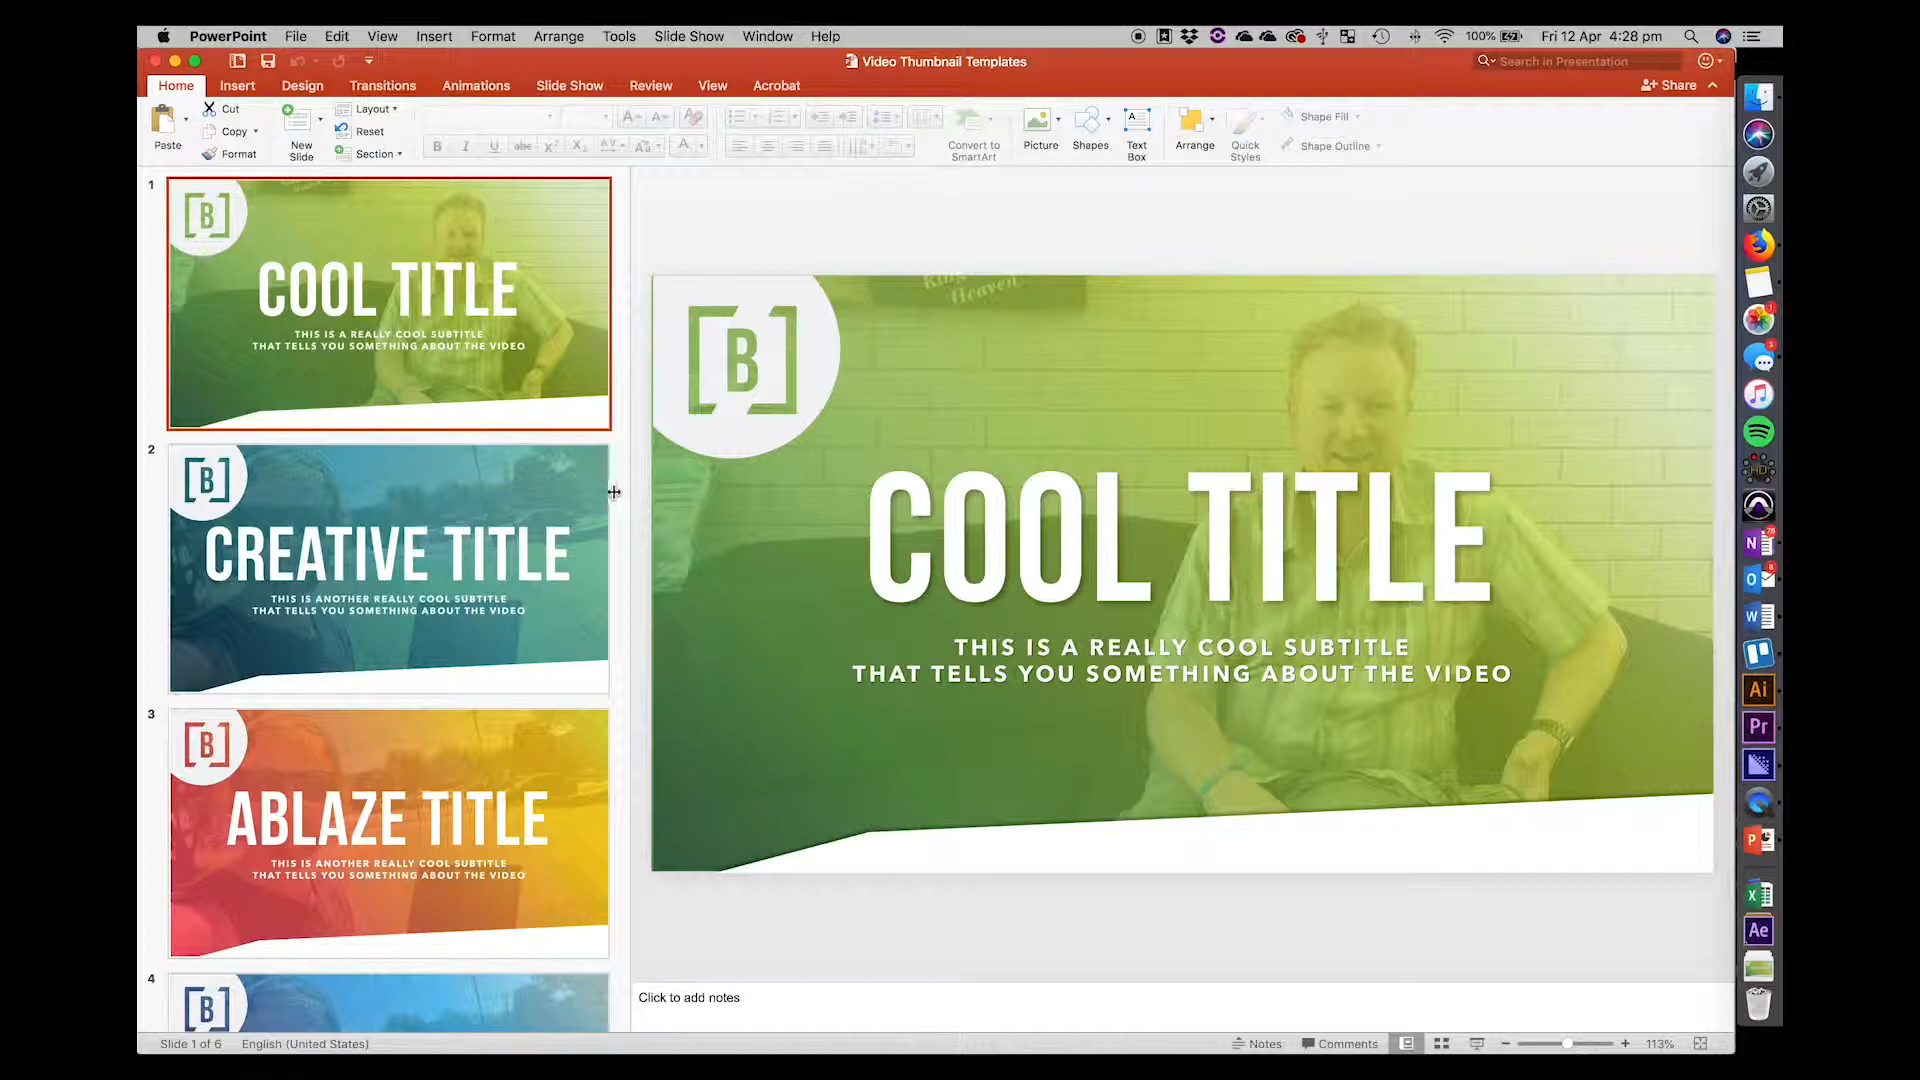 PowerPoint File Edit View Insert Format Arrange Tools Slide Show Window Help
100% Fri 12 Apr 4:28 pm
Video Thumbnail Templates
Search in Presentation
Home Insert Design Transitions Animations Slide Show Review View Acrobat
Share
Paste
Cut
Copy
Format
New
Slide
Layout
Reset
Section
Convert to
SmartArt
Picture
Shapes
Text
Box
Arrange
Quick
Styles
Shape Fill
Shape Outline
1
B
COOL TITLE
THIS IS A REALLY COOL SUBTITLE
THAT TELLS YOU SOMETHING ABOUT THE VIDEO
2
B
CREATIVE TITLE
THIS IS ANOTHER REALLY COOL SUBTITLE
THAT TELLS YOU SOMETHING ABOUT THE VIDEO
3
B
ABLAZE TITLE
THIS IS ANOTHER REALLY COOL SUBTITLE
THAT TELLS YOU SOMETHING ABOUT THE VIDEO
4
B
King
Heaven
B
COOL TITLE
THIS IS A REALLY COOL SUBTITLE
THAT TELLS YOU SOMETHING ABOUT THE VIDEO
Click to add notes
Slide 1 of 6 English (United States)
Notes Comments 113%
Ai
Pr
Ae